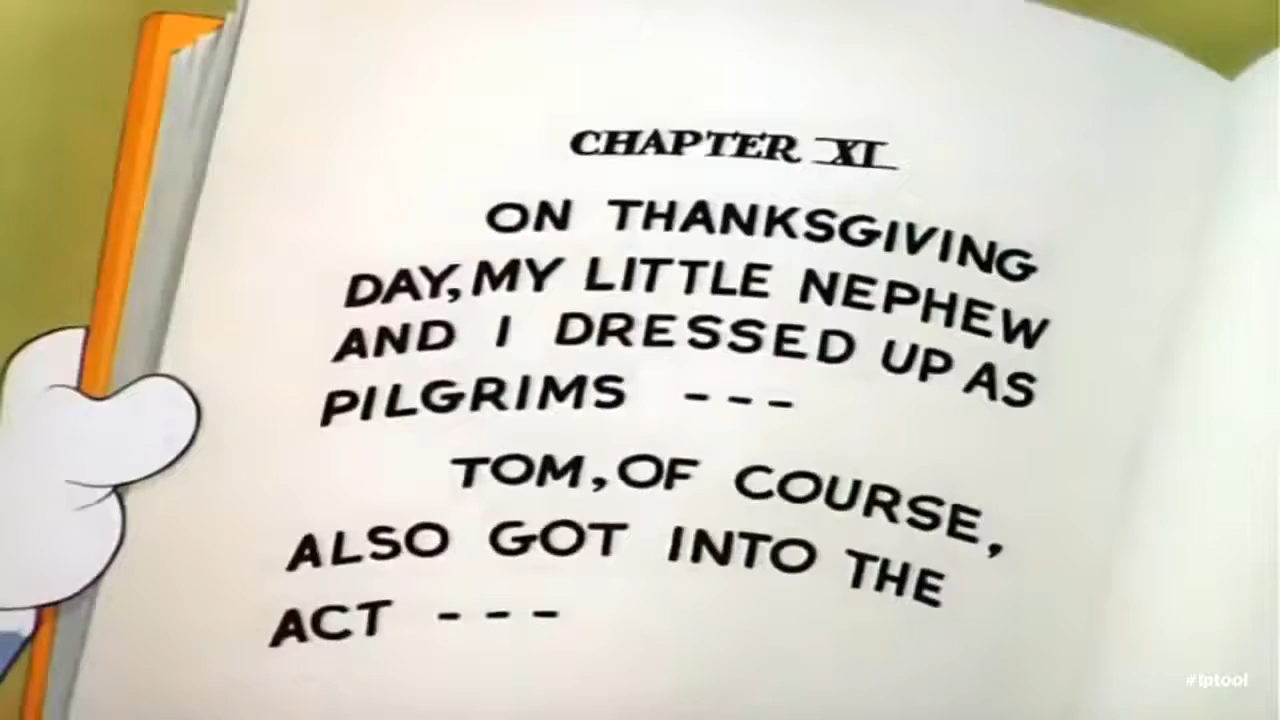 CHAPTER XI
ON THANKSGIVING
DAY, MY LITTLE NEPHEW
AND I DRESSED UP AS
PILGRIMS ---
TOM, OF COURSE,
ALSO GOT INTO THE
ACT ---
#lptool